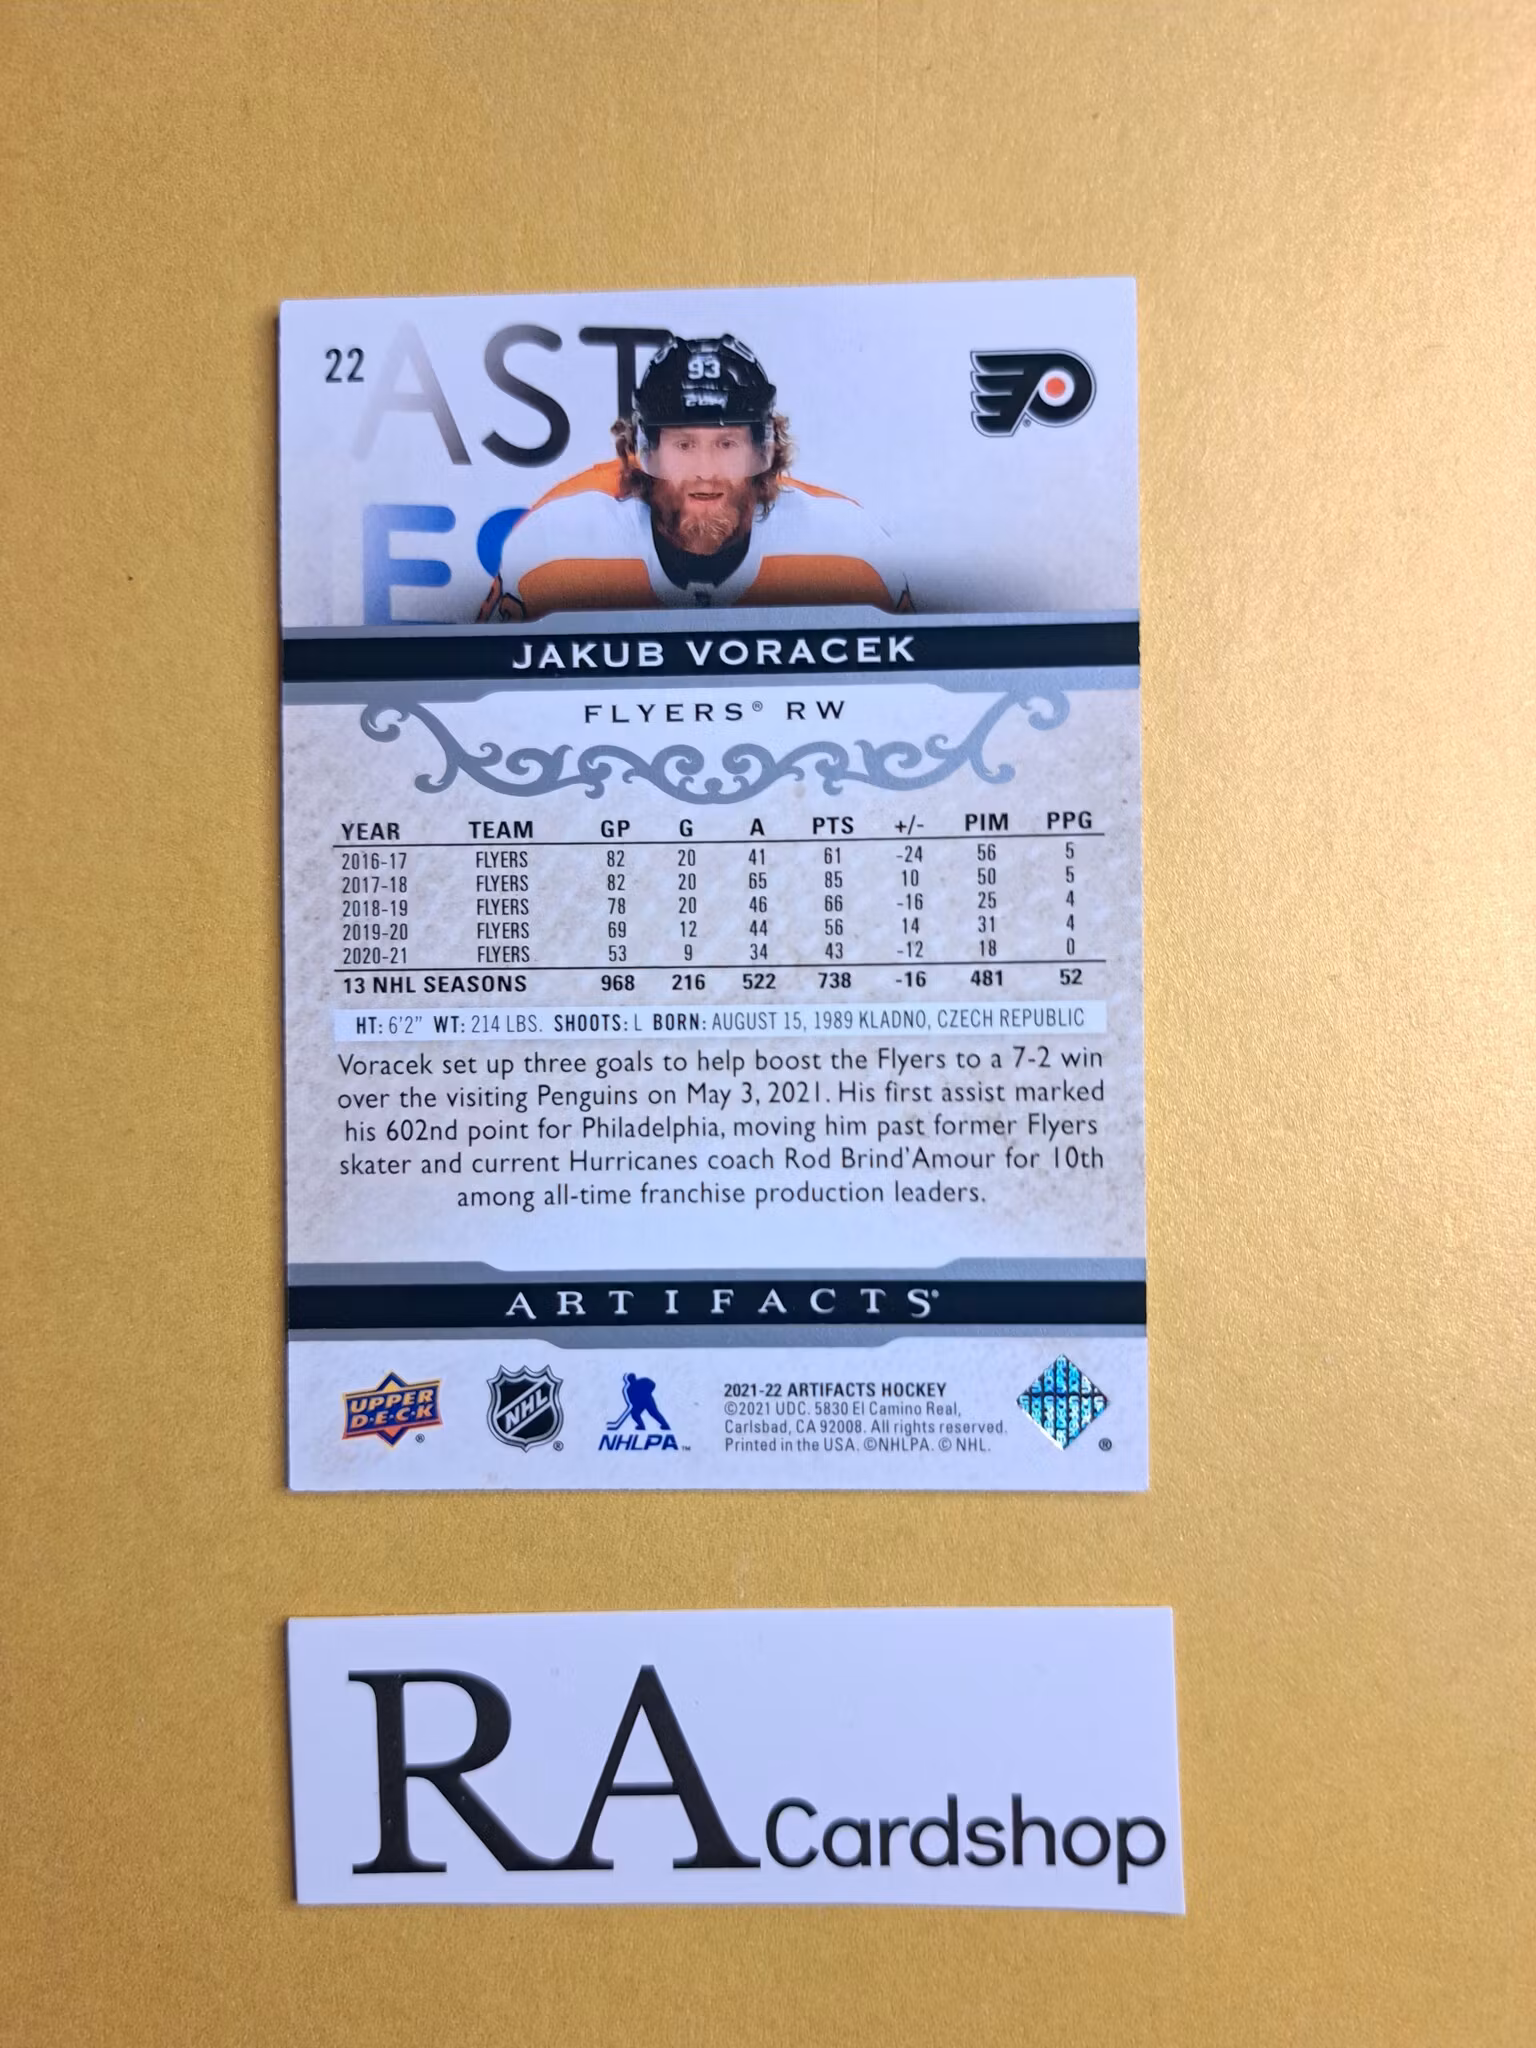 22
AST
93
JAKUB VORACEK
FLYERS® RW
YEAR TEAM GP G A PTS +/- PIM PPG
2016-17 FLYERS 82 20 41 61 -24 56 5
2017-18 FLYERS 82 20 65 85 10 50 5
2018-19 FLYERS 78 20 46 66 -16 25 4
2019-20 FLYERS 69 12 44 56 14 31 4
2020-21 FLYERS 53 9 34 43 -12 18 0
13 NHL SEASONS 968 216 522 738 -16 481 52
HT: 6'2" WT: 214 LBS. SHOOTS: L BORN: AUGUST 15, 1989 KLADNO, CZECH REPUBLIC
Voracek set up three goals to help boost the Flyers to a 7-2 win
over the visiting Penguins on May 3, 2021. His first assist marked
his 602nd point for Philadelphia, moving him past former Flyers
skater and current Hurricanes coach Rod Brind'Amour for 10th
among all-time franchise production leaders.
ARTIFACTS®
UPPER
D·E·C·K ®
NHL ®
NHLPA™
2021-22 ARTIFACTS HOCKEY
©2021 UDC. 5830 El Camino Real,
Carlsbad, CA 92008. All rights reserved.
Printed in the USA. ©NHLPA. © NHL.
®
RA Cardshop